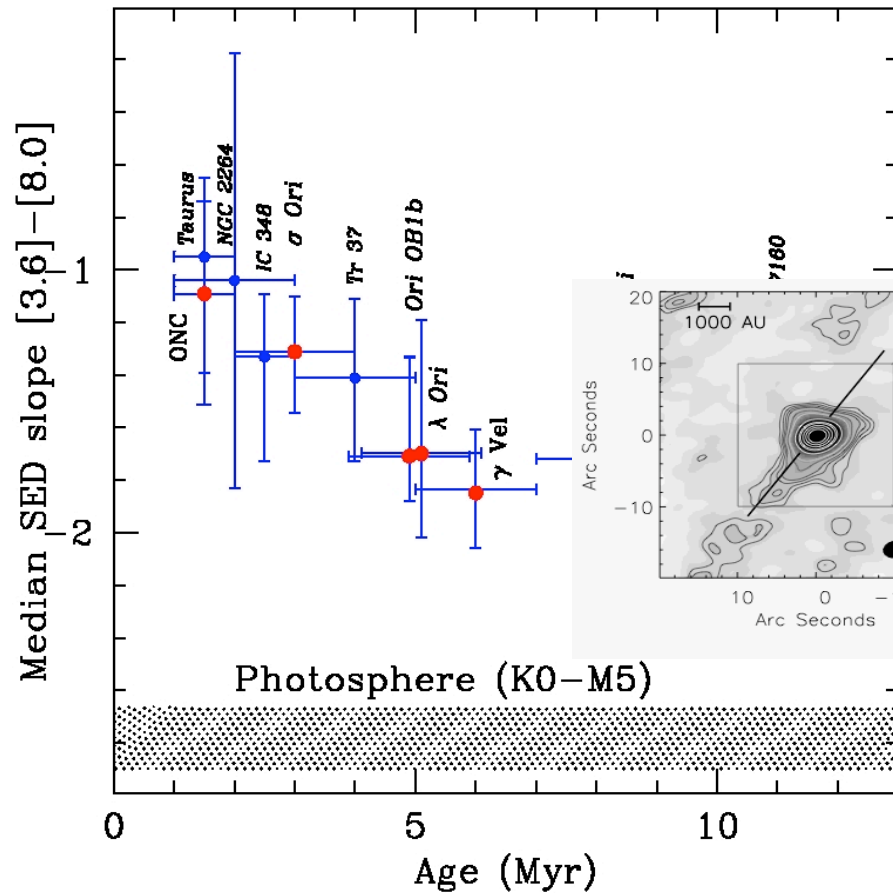 Median SED slope [3.6]-[8.0]
-1
-2
Taurus
NGC 2264
IC 348
σ Ori
Tr 37
Ori OB1b
ONC
λ Ori
γ Vel
Photosphere (K0-M5)
0
5
10
Age (Myr)
20
10
0
-10
Arc Seconds
1000 AU
10
0
Arc Seconds